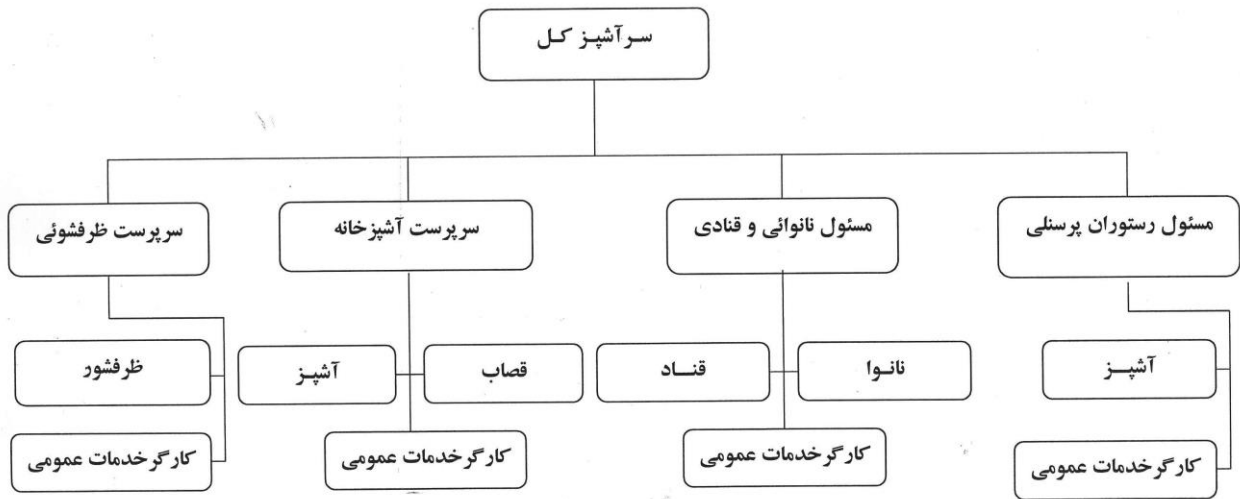 سرآشپز کل
مسئول رستوران پرسنلی
مسئول نانوائی و قنادی
سرپرست آشپزخانه
سرپرست ظرفشوئی
آشپز
نانوا
قناد
قصاب
آشپز
ظرفشور
کارگرخدمات عمومی
کارگرخدمات عمومی
کارگرخدمات عمومی
کارگرخدمات عمومی